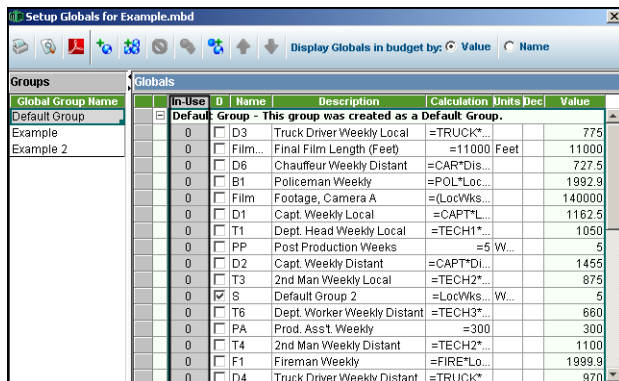 Setup Globals for Example.mbd
Display Globals in budget by: Value Name
Groups Globals
Global Group Name
Default Group
Example
Example 2
In-Use D Name Description Calculation Units Dec Value
Default Group - This group was created as a Default Group.
0 D3 Truck Driver Weekly Local =TRUCK*... 775
0 Film... Final Film Length (Feet) =11000 Feet 11000
0 D6 Chauffeur Weekly Distant =CAR*Dis... 727.5
0 B1 Policeman Weekly =POL*Loc... 1992.9
0 Film Footage, Camera A =(LocWks... 140000
0 D1 Capt. Weekly Local =CAPT*L... 1162.5
0 T1 Dept. Head Weekly Local =TECH1*... 1050
0 PP Post Production Weeks =5 W... 5
0 D2 Capt. Weekly Distant =CAPT*Di... 1455
0 T3 2nd Man Weekly Local =TECH2*... 875
0 S Default Group 2 =LocWks... W... 5
0 T6 Dept. Worker Weekly Distant =TECH3*... 660
0 PA Prod. Ass't. Weekly =300 300
0 T4 2nd Man Weekly Distant =TECH2*... 1100
0 F1 Fireman Weekly =FIRE*Lo... 1999.9
0 D4 Truck Driver Weekly Distant =TRUCK*... 970